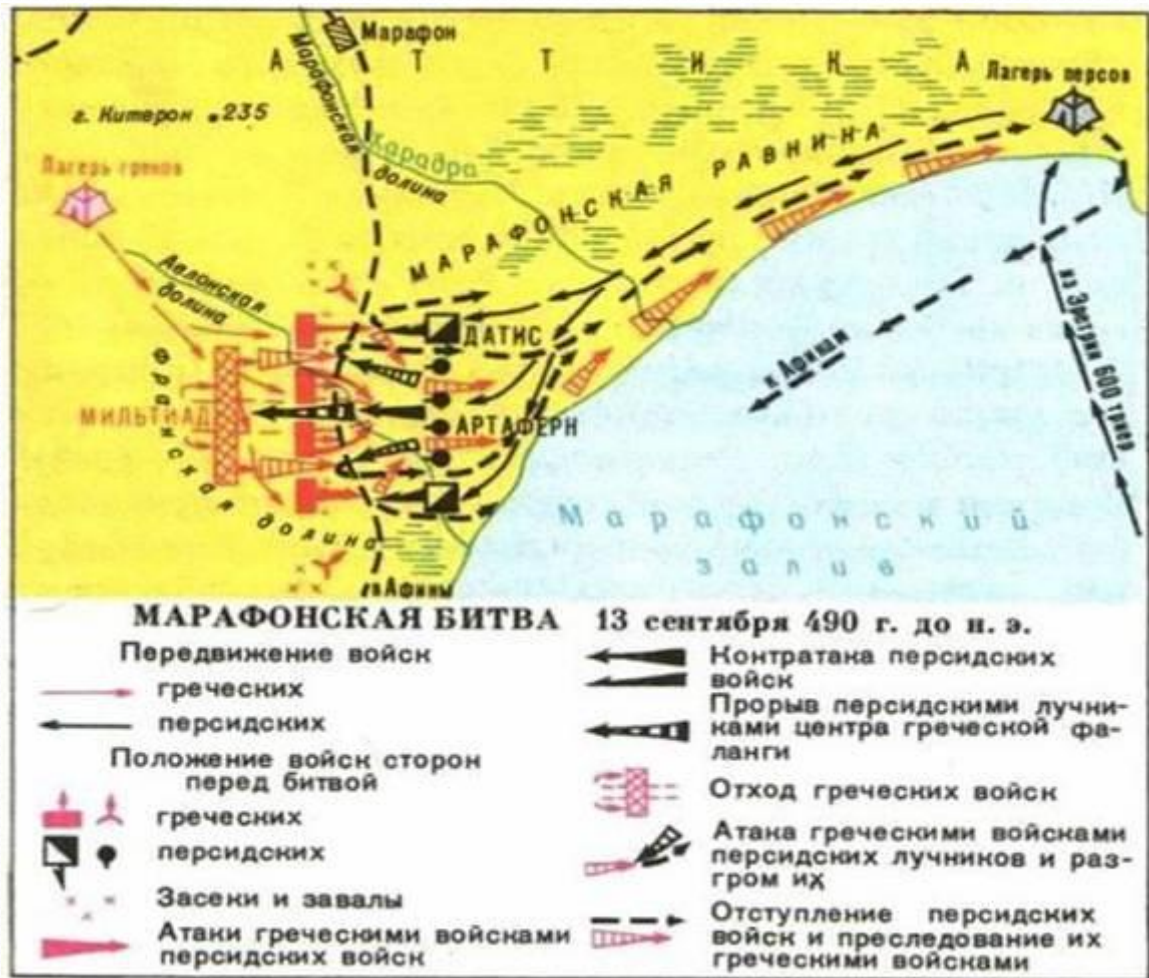 Марафон
Марафонская долина
АТТИКА
Лагерь персов
г. Китерон .235
Харадра
Лагерь греков
МАРАФОНСКАЯ РАВНИНА
Авлонская долина
ДАТИС
из Эретрии 600 триер
к Афинам
МИЛЬТИАД
АРТАФЕРН
Марафонский
залив
на Афины
МАРАФОНСКАЯ БИТВА 13 сентября 490 г. до н. э.
Передвижение войск
греческих
персидских
Положение войск сторон
перед битвой
греческих
персидских
Засеки и завалы
Атаки греческими войсками
персидских войск
Контратака персидских
войск
Прорыв персидскими лучни-
ками центра греческой фа-
ланги
Отход греческих войск
Атака греческими войсками
персидских лучников и раз-
гром их
Отступление персидских
войск и преследование их
греческими войсками